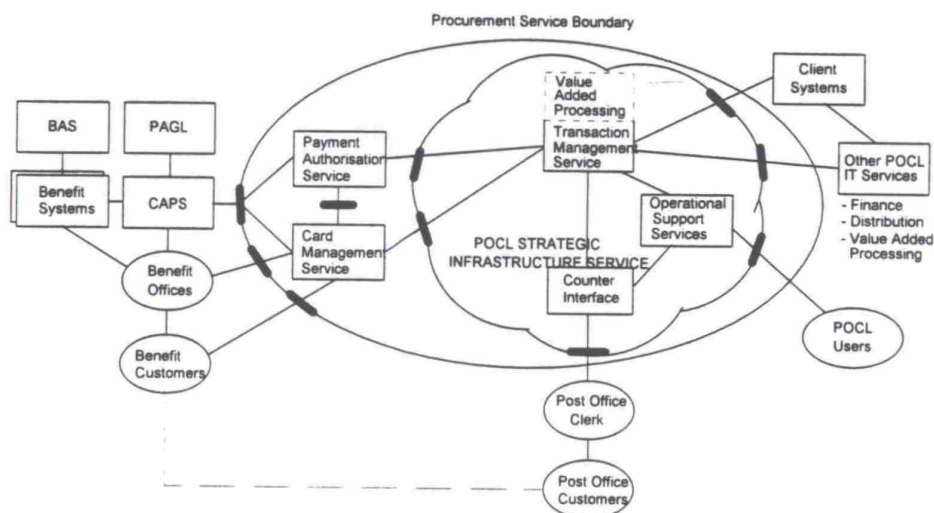 Procurement Service Boundary
BAS
PAGL
Benefit
Systems
CAPS
Benefit
Offices
Benefit
Customers
Payment
Authorisation
Service
Card
Management
Service
Value
Added
Processing
Transaction
Management
Service
Operational
Support
Services
POCL STRATEGIC
INFRASTRUCTURE SERVICE
Counter
Interface
Post Office
Clerk
Post Office
Customers
Client
Systems
Other POCL
IT Services
- Finance
- Distribution
- Value Added
Processing
POCL
Users